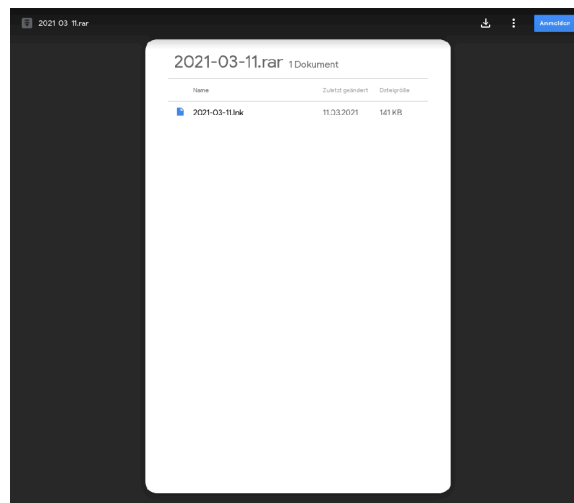 2021-03-11.rar
Anmelden
2021-03-11.rar 1 Dokument
Name Zuletzt geändert Dateigröße
2021-03-11.lnk 11.03.2021 141 KB